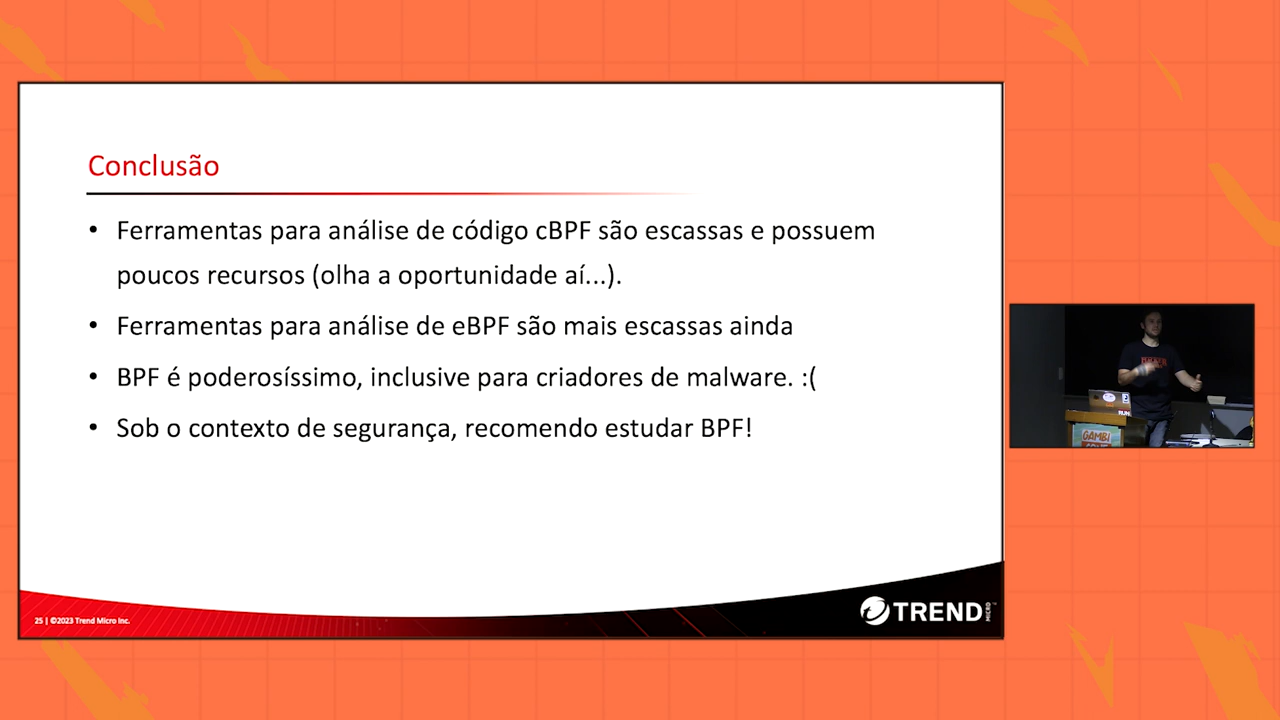 Conclusão
• Ferramentas para análise de código cBPF são escassas e possuem
poucos recursos (olha a oportunidade aí...).
• Ferramentas para análise de eBPF são mais escassas ainda
• BPF é poderosíssimo, inclusive para criadores de malware. :(
• Sob o contexto de segurança, recomendo estudar BPF!
25 | ©2023 Trend Micro Inc.
TREND
MICRO
RUN
GAMBI